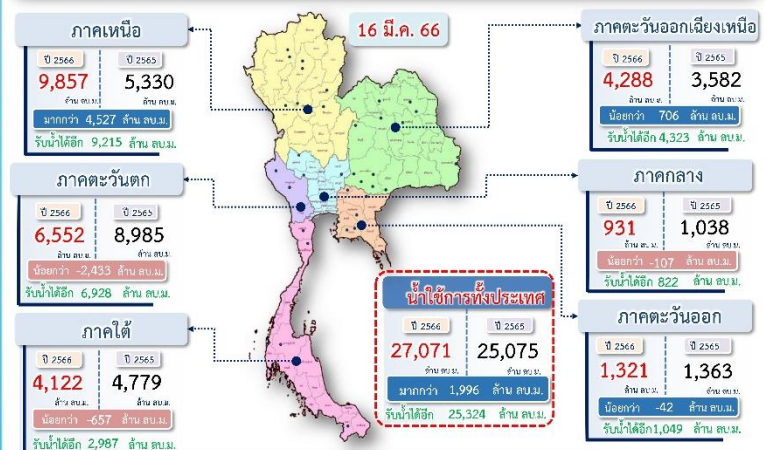 16 มี.ค. 66
ภาคเหนือ
ปี 2566 ปี 2565
9,857 5,330
ล้าน ลบ.ม. ล้าน ลบ.ม.
มากกว่า 4,527 ล้าน ลบ.ม.
รับน้ำได้อีก 9,215 ล้าน ลบ.ม.
ภาคตะวันออกเฉียงเหนือ
ปี 2566 ปี 2565
4,288 3,582
ล้าน ลบ.ม. ล้าน ลบ.ม.
น้อยกว่า 706 ล้าน ลบ.ม.
รับน้ำได้อีก 4,323 ล้าน ลบ.ม.
ภาคตะวันตก
ปี 2566 ปี 2565
6,552 8,985
ล้าน ลบ.ม. ล้าน ลบ.ม.
น้อยกว่า -2,433 ล้าน ลบ.ม.
รับน้ำได้อีก 6,928 ล้าน ลบ.ม.
ภาคกลาง
ปี 2566 ปี 2565
931 1,038
ล้าน ลบ.ม. ล้าน ลบ.ม.
น้อยกว่า -107 ล้าน ลบ.ม.
รับน้ำได้อีก 822 ล้าน ลบ.ม.
น้ำใช้การทั้งประเทศ
ปี 2566 ปี 2565
27,071 25,075
ล้าน ลบ.ม. ล้าน ลบ.ม.
มากกว่า 1,996 ล้าน ลบ.ม.
รับน้ำได้อีก 25,324 ล้าน ลบ.ม.
ภาคใต้
ปี 2566 ปี 2565
4,122 4,779
ล้าน ลบ.ม. ล้าน ลบ.ม.
น้อยกว่า -657 ล้าน ลบ.ม.
รับน้ำได้อีก 2,987 ล้าน ลบ.ม.
ภาคตะวันออก
ปี 2566 ปี 2565
1,321 1,363
ล้าน ลบ.ม. ล้าน ลบ.ม.
น้อยกว่า -42 ล้าน ลบ.ม.
รับน้ำได้อีก1,049 ล้าน ลบ.ม.